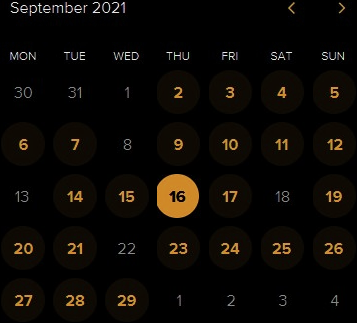 September 2021
MON TUE WED THU FRI SAT SUN
30 31 1 2 3 4 5
6 7 8 9 10 11 12
13 14 15 16 17 18 19
20 21 22 23 24 25 26
27 28 29 1 2 3 4